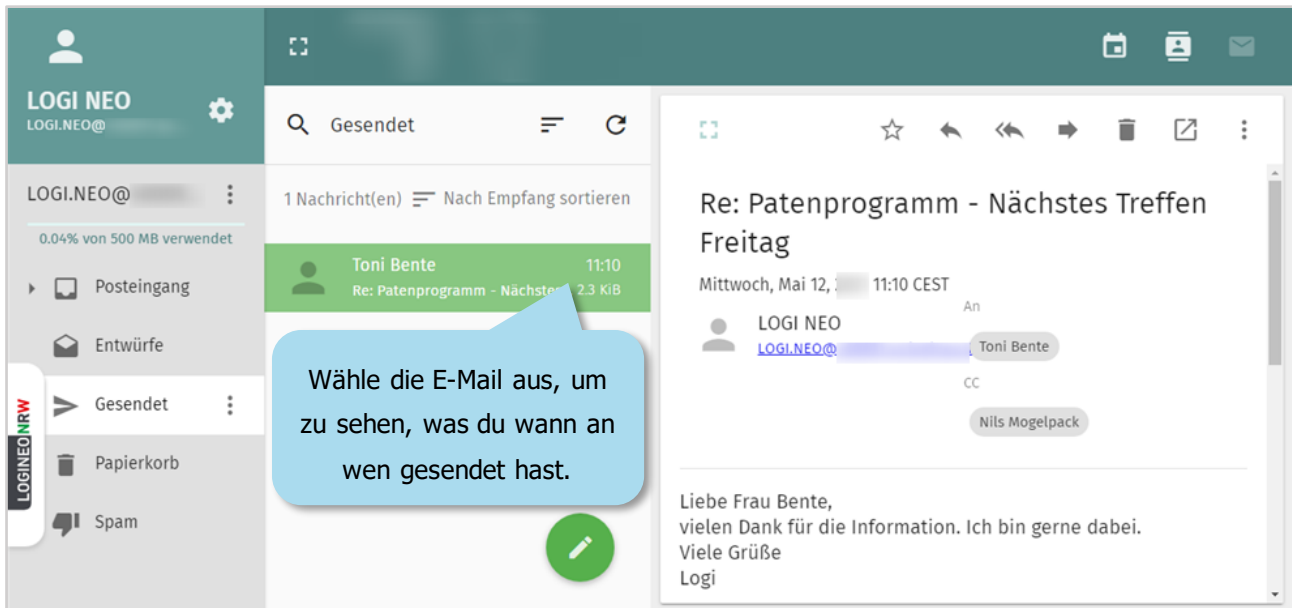 LOGI NEO
LOGI.NEO@
LOGI.NEO@
0.04% von 500 MB verwendet
Posteingang
Entwürfe
Gesendet
Papierkorb
Spam
LOGINEONRW
Gesendet
1 Nachricht(en) Nach Empfang sortieren
Toni Bente 11:10
Re: Patenprogramm - Nächste 2.3 KiB
Wähle die E-Mail aus, um
zu sehen, was du wann an
wen gesendet hast.
Re: Patenprogramm - Nächstes Treffen
Freitag
Mittwoch, Mai 12, 11:10 CEST
An
LOGI NEO
LOGI.NEO@ Toni Bente
CC
Nils Mogelpack
Liebe Frau Bente,
vielen Dank für die Information. Ich bin gerne dabei.
Viele Grüße
Logi